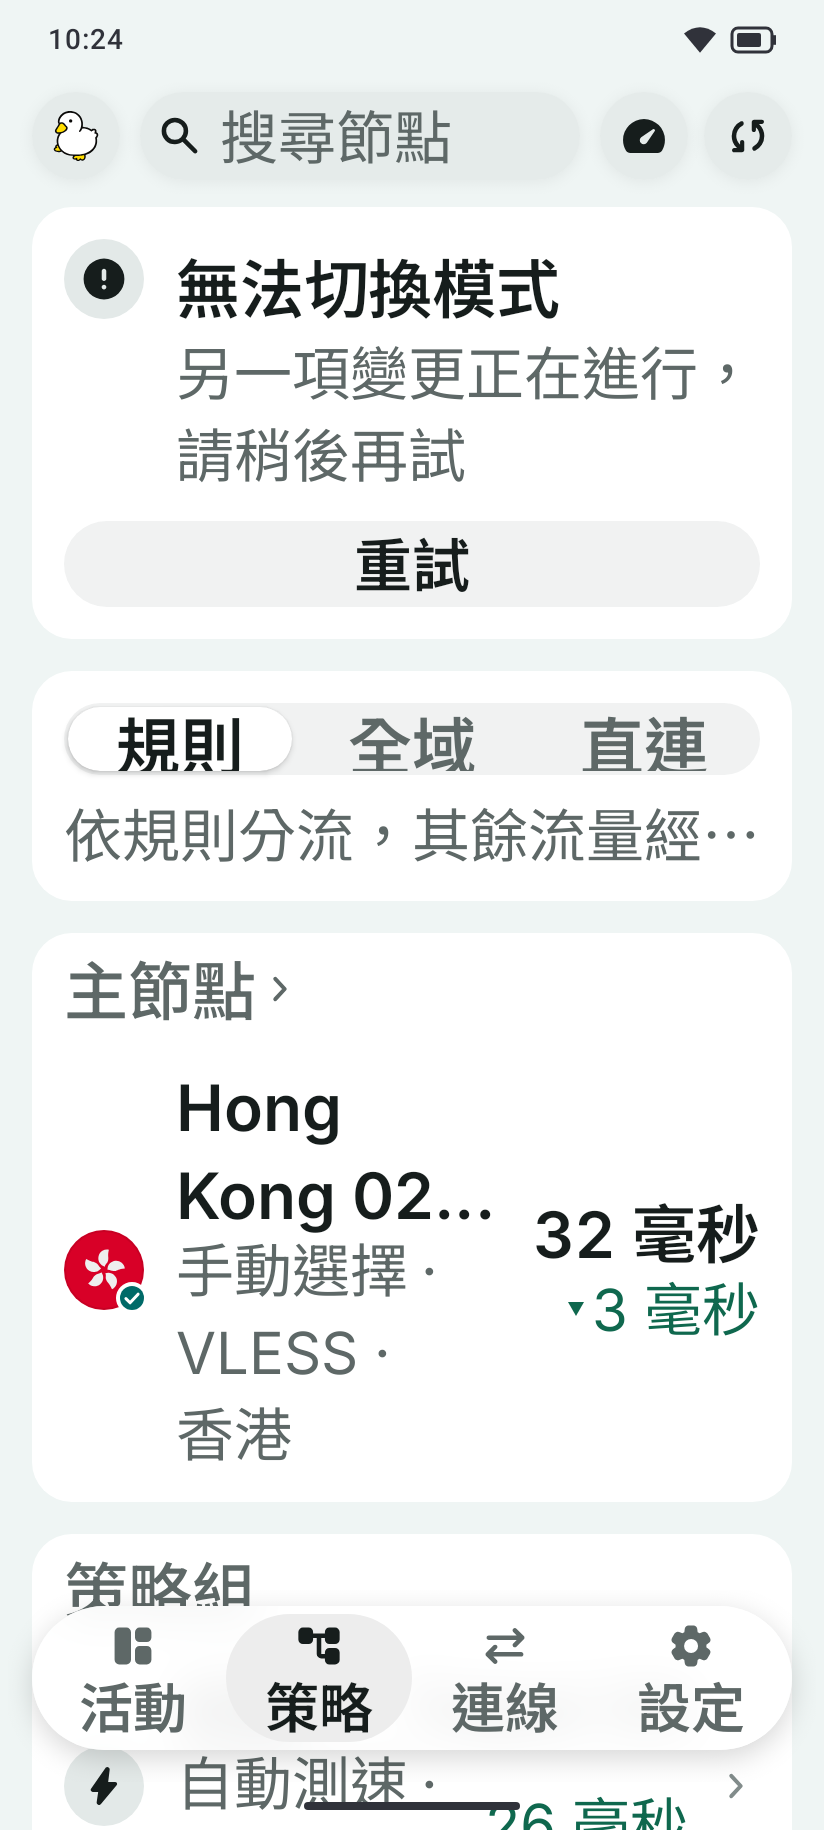 10:24
搜尋節點
無法切換模式
另一項變更正在進行，
請稍後再試
重試
規則 全域 直連
依規則分流，其餘流量經…
主節點
Hong
Kong 02...
手動選擇 ·
VLESS ·
香港
32 毫秒
3 毫秒
策略組
活動 策略 連線 設定
自動測速 ·
26 毫秒